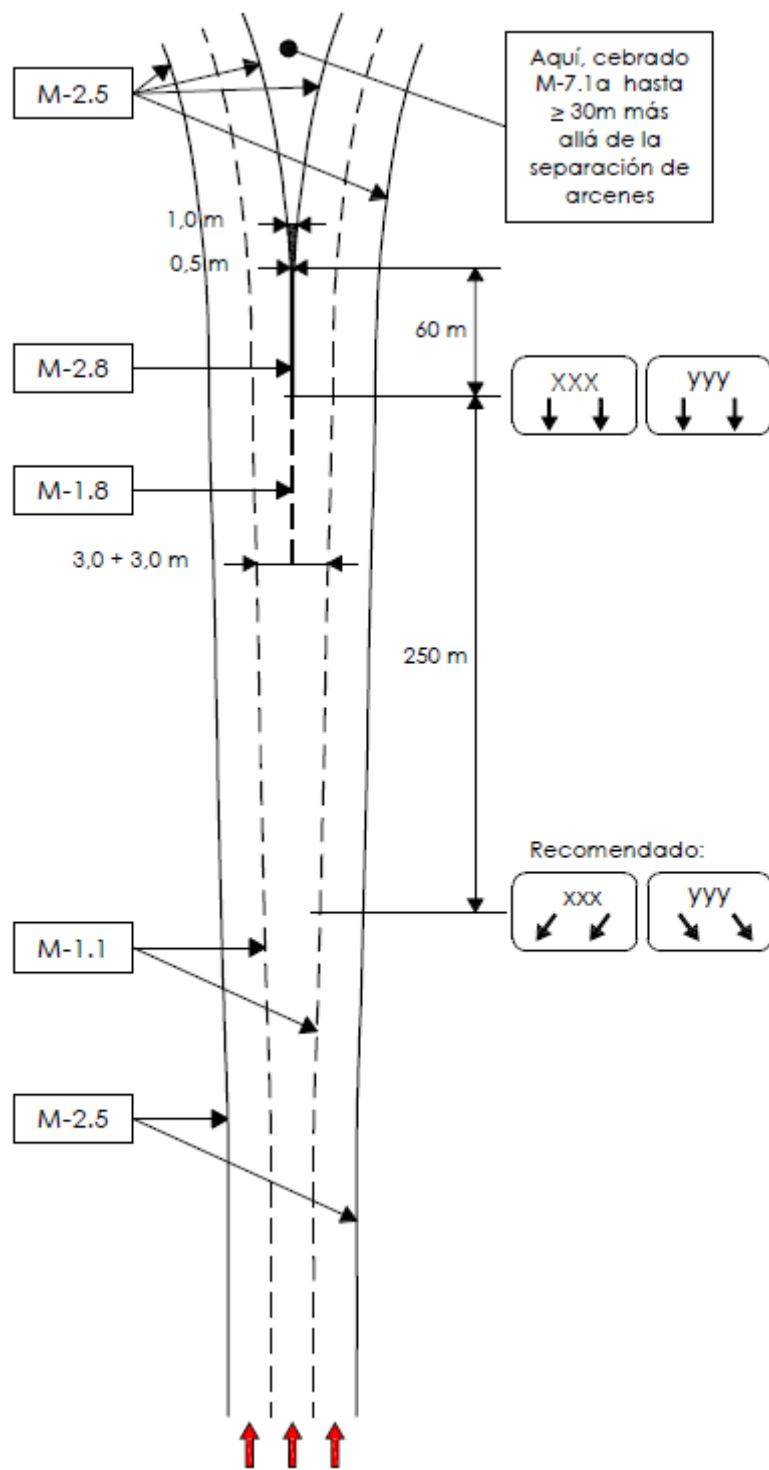 M-2.5
Aquí, cebrado
M-7.1a hasta
≥ 30m más
allá de la
separación de
arcenes
1,0 m
0,5 m
60 m
M-2.8
XXX
yyy
M-1.8
3,0 + 3,0 m
250 m
Recomendado:
xxx
yyy
M-1.1
M-2.5